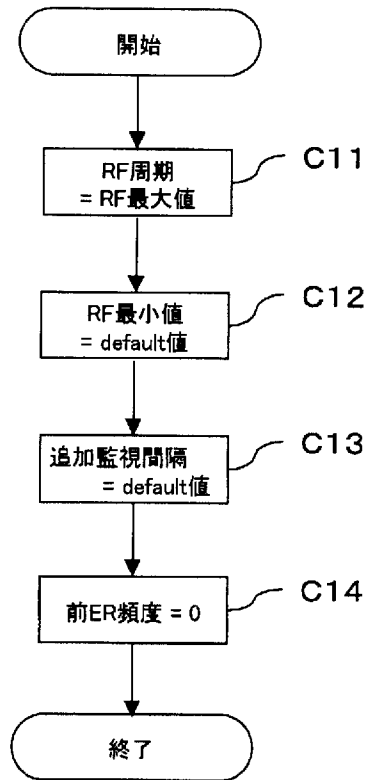 開始
RF周期
= RF最大値
C11
RF最小値
= default値
C12
追加監視間隔
= default値
C13
前ER頻度 = 0
C14
終了